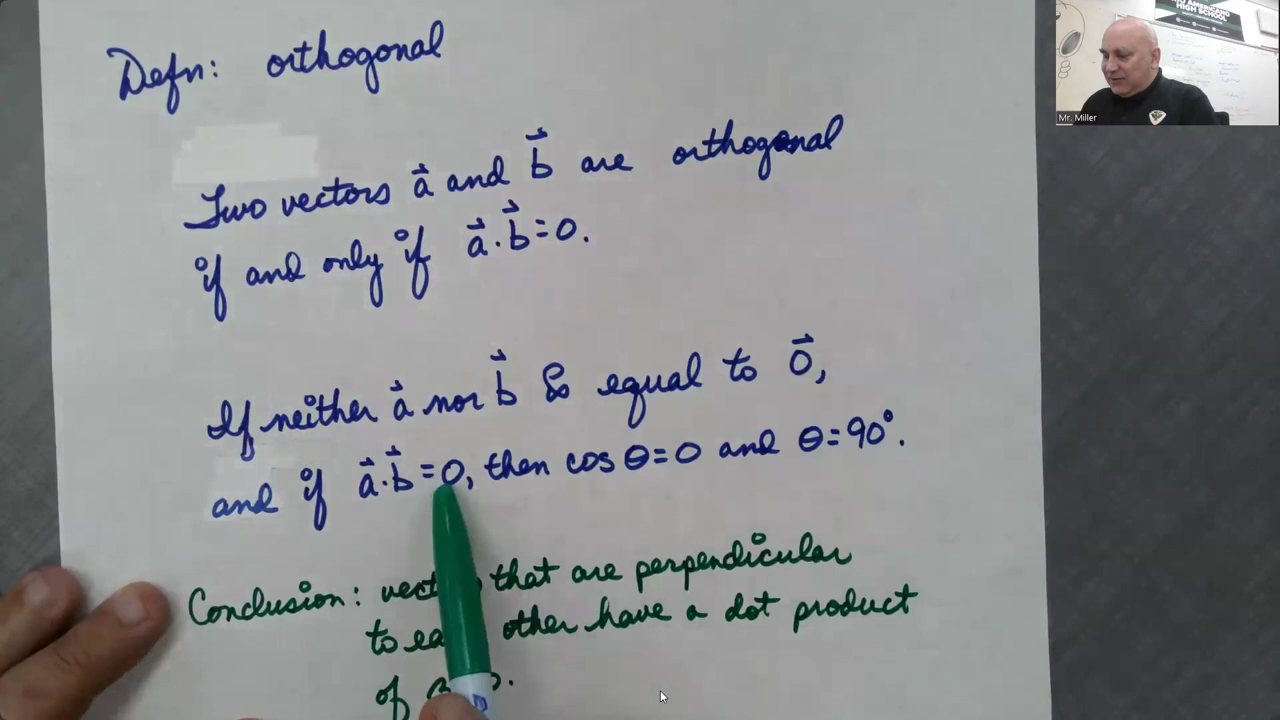 Defn: orthogonal
Two vectors a⃗ and b⃗ are orthogonal
if and only if a⃗·b⃗=0.
If neither a⃗ nor b⃗ is equal to 0⃗,
and if a⃗·b⃗=0, then cos θ=0 and θ=90°.
Conclusion: that are perpendicular
to other have a dot product
of
HIGH SCHOOL
Mr. Miller